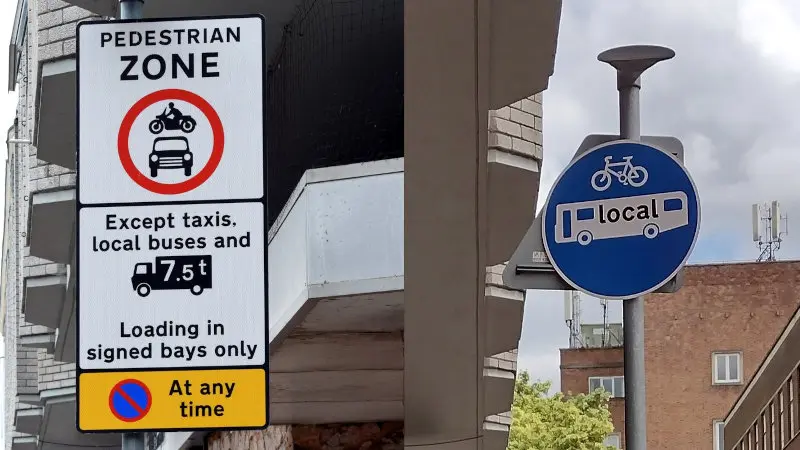 PEDESTRIAN
ZONE
Except taxis,
local buses and
7.5t
Loading in
signed bays only
At any
time
local